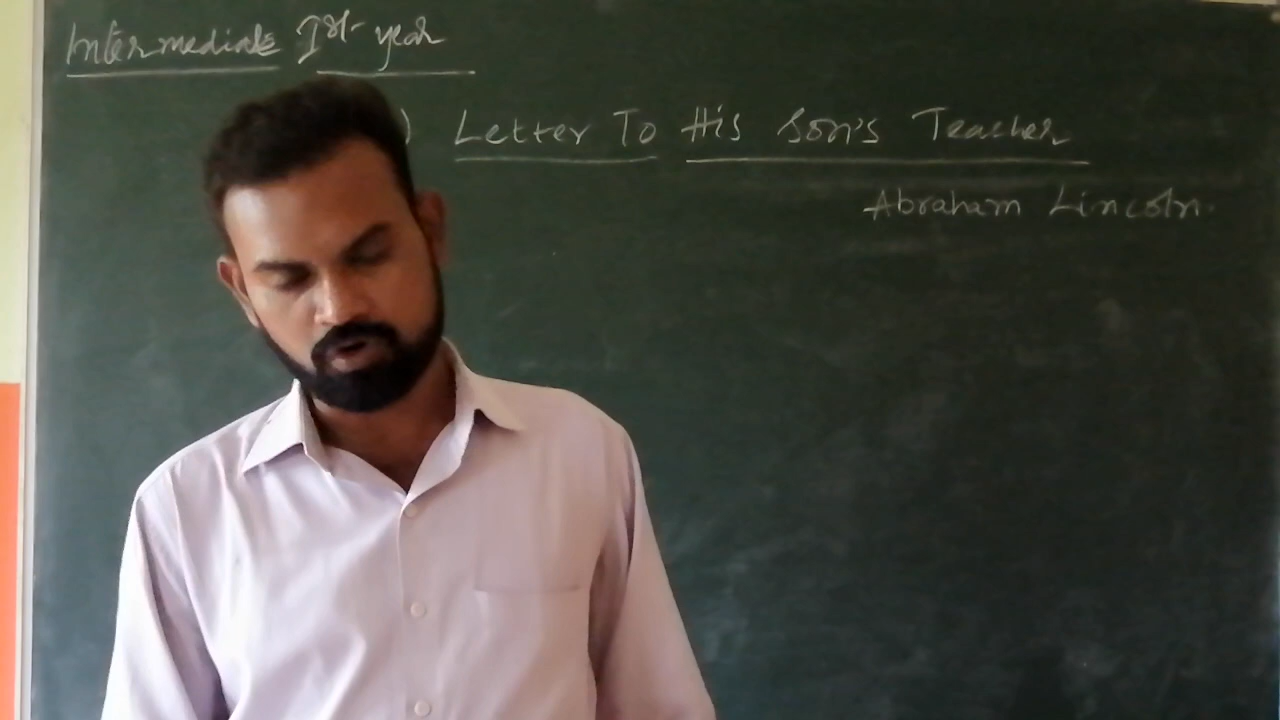 Intermediate Ist year
) Letter To His Son's Teacher
Abraham Lincoln.